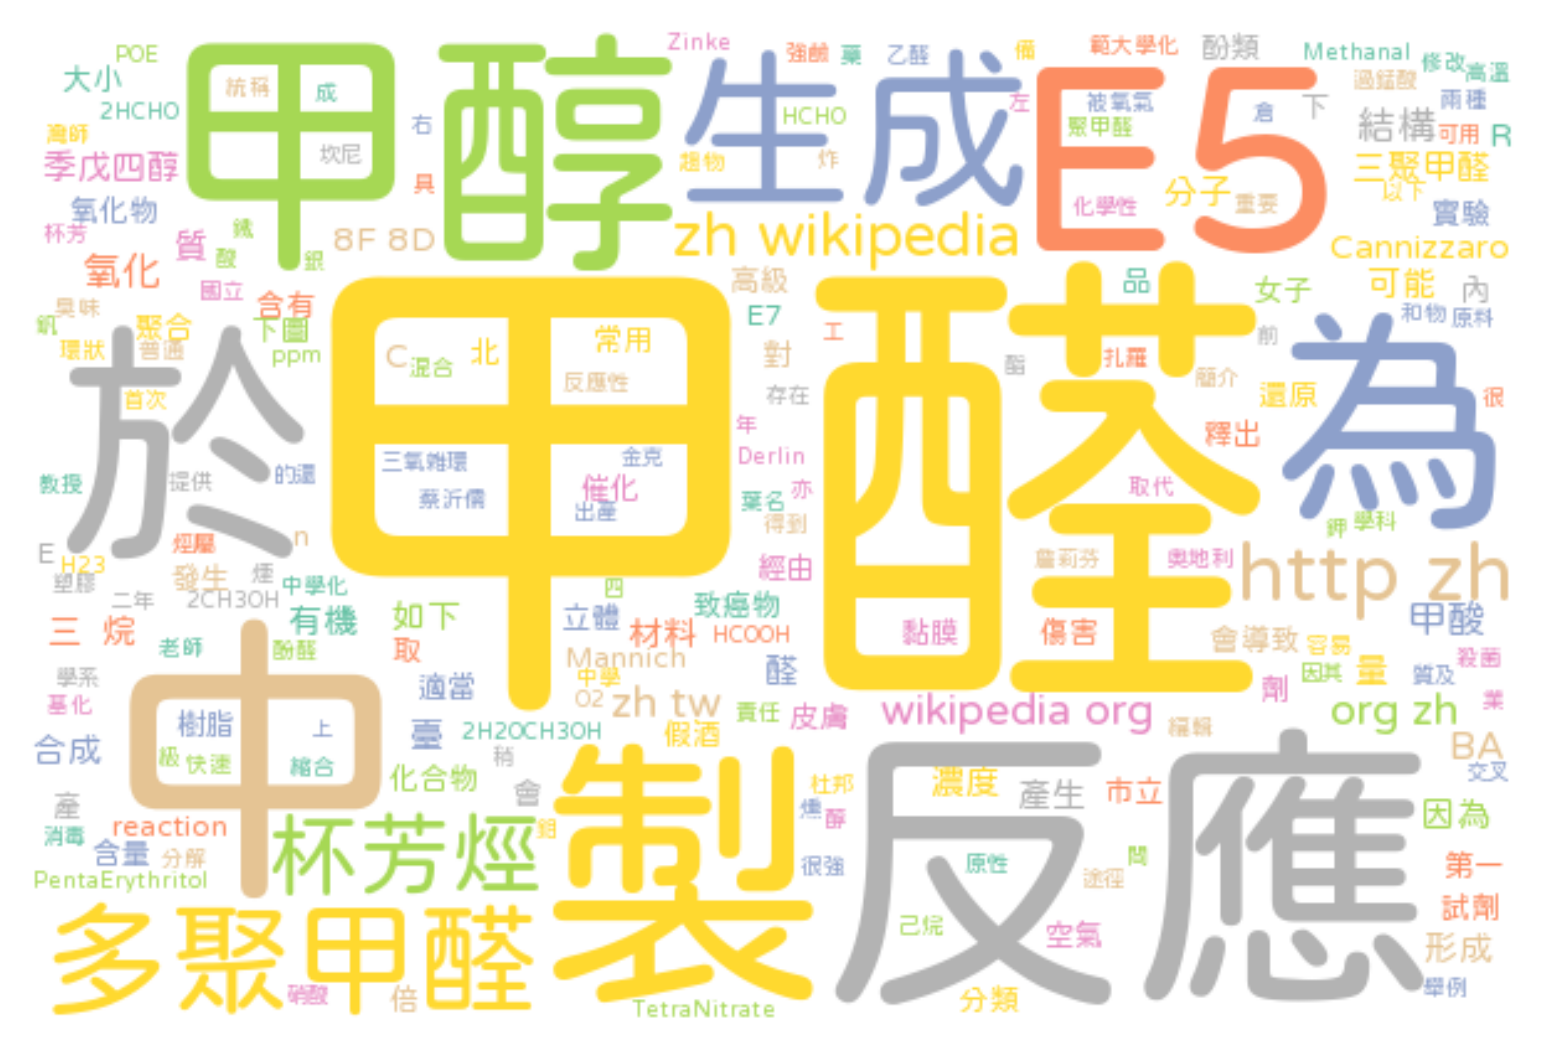 POE
Zinke
強鹼
藥
乙醛
備
範大學化
酚類
Methanal
修改
高溫
大小
甲醇
生成
E5
統稱
成
2HCHO
HCHO
左
被氧氣
倉
下
過錳酸
兩種
右
聚甲醛
結構
可用
R
灣師
坎尼
趨物
炸
季戊四醇
具
三聚甲醛
以下
分子
重要
化學性
氧化物
實驗
杯芳
質
鐵
8F 8D
zh wikipedia
Cannizzaro
酸
銀
氧化
國立
含有
高級
品
女子
可能
內
臭味
釩
聚合
下圖
E7
工
和物
原料
環狀
普通
ppm
C
混合
北
常用
對
前
扎羅
酯
反應性
簡介
首次
存在
還原
很
於
甲醛
為
年
釋出
三氧雜環
金克
Derlin
教授
提供
的還
蔡沂儒
催化
出產
葉名
亦
取代
得到
鉀
學科
烴屬
n
E
H23
經由
詹莉芬
奧地利
http zh
塑膠
發生
煙
中學化
四
二年
2CH3OH
有機
如下
立體
致癌物
甲酸
三
烷
材料
HCOOH
黏膜
傷害
會導致
容易
老師
酚醛
取
Mannich
殺菌
學系
中學
醛
因其
量
質及
適當
基化
O2
zh tw
責任
皮膚
wikipedia org
劑
org zh
業
中
樹脂
上
臺
2H2OCH3OH
假酒
編輯
合成
級
快速
縮合
稍
BA
交叉
化合物
會
杜邦
濃度
產生
市立
產
醇
reaction
杯芳烴
鉬
製
反應
因為
消毒
含量
分解
很強
原性
問
途徑
第一
PentaErythritol
試劑
多聚甲醛
己烷
空氣
形成
硝酸
倍
TetraNitrate
分類
舉例